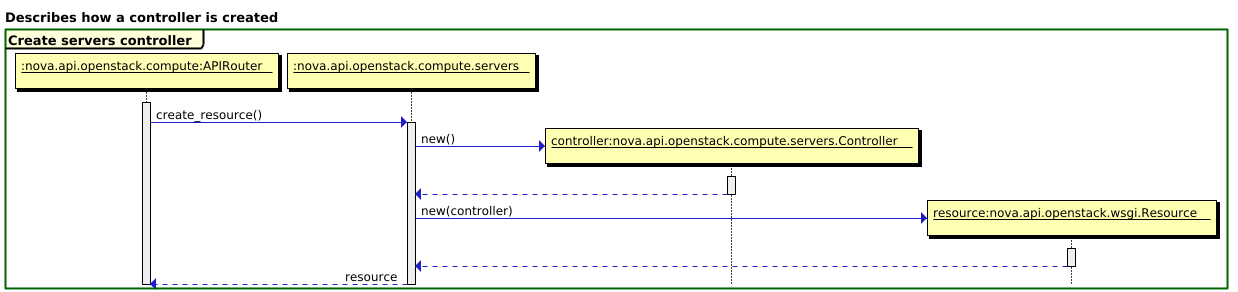 Describes how a controller is created
Create servers controller
:nova.api.openstack.compute:APIRouter
:nova.api.openstack.compute.servers
create_resource()
new()
controller:nova.api.openstack.compute.servers.Controller
new(controller)
resource:nova.api.openstack.wsgi.Resource
resource